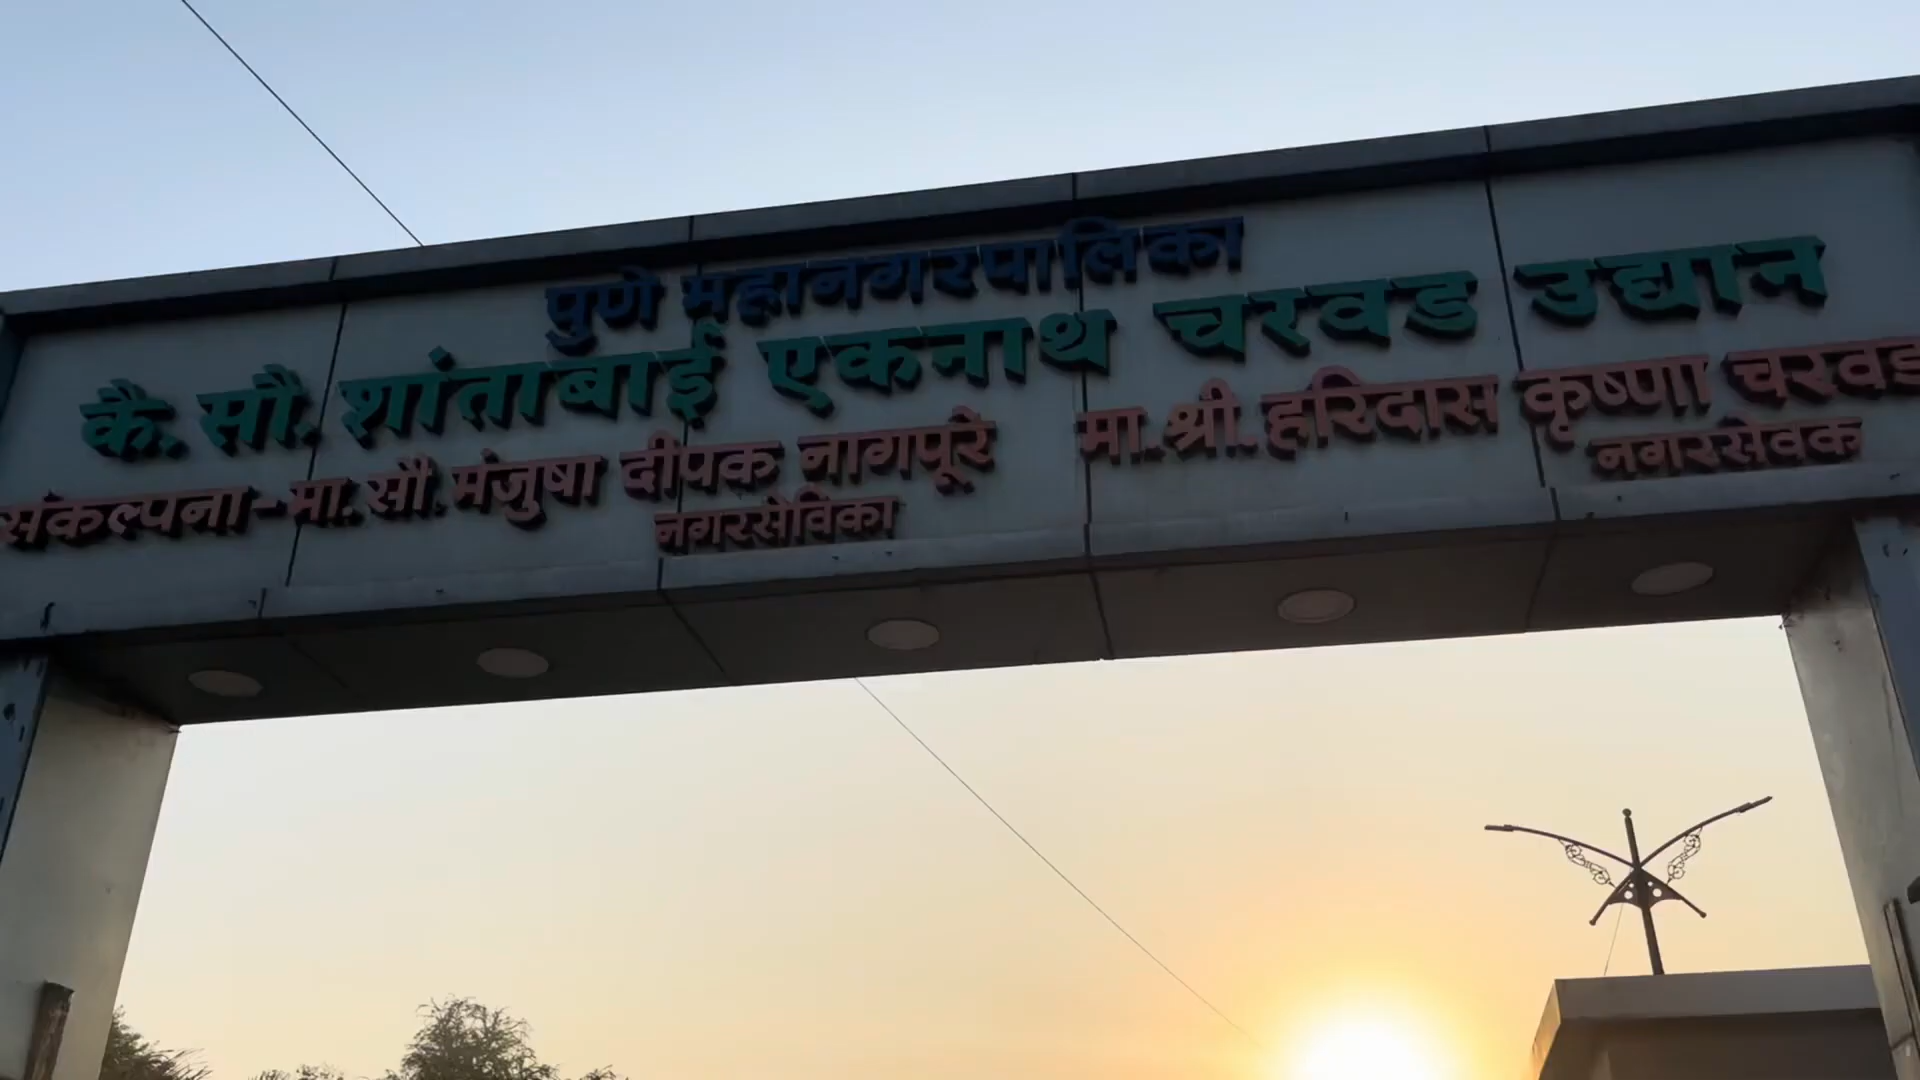 पुणे महानगरपालिका
कै. सौ. शांताबाई एकनाथ चरवड उद्यान
संकल्पना-मा. सौ. मंजुषा दीपक नागपूरे
नगरसेविका
मा. श्री. हरिदास कृष्णा चरवड
नगरसेवक